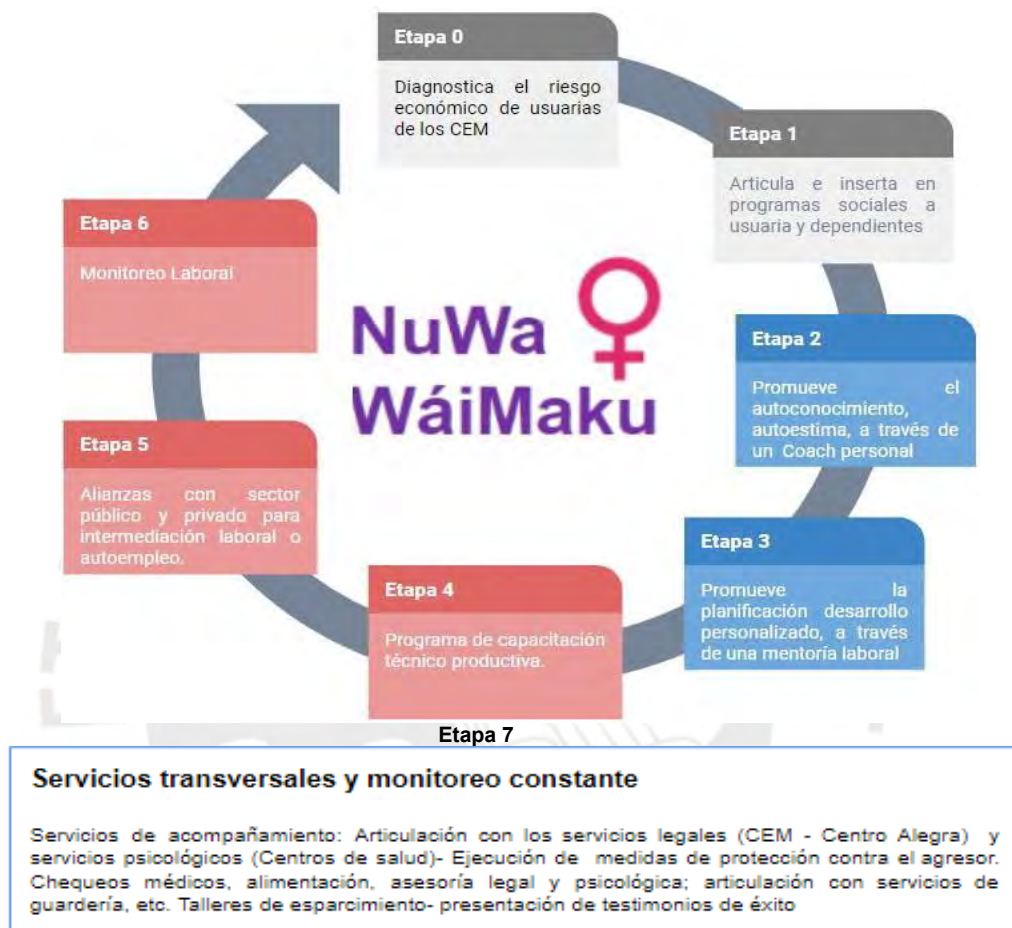 Etapa 0
Diagnostica el riesgo
económico de usuarias
de los CEM
Etapa 1
Articula e inserta en
programas sociales a
usuaria y dependientes
Etapa 2
Promueve el
autoconocimiento,
autoestima, a través de
un Coach personal
Etapa 3
Promueve la
planificación desarrollo
personalizado, a través
de una mentoría laboral
Etapa 4
Programa de capacitación
técnico productiva.
Etapa 5
Alianzas con sector
público y privado para
intermediación laboral o
autoempleo.
Etapa 6
Monitoreo Laboral
NuWa
WáiMaku
Etapa 7
Servicios transversales y monitoreo constante
Servicios de acompañamiento: Articulación con los servicios legales (CEM - Centro Alegra) y
servicios psicológicos (Centros de salud)- Ejecución de medidas de protección contra el agresor.
Chequeos médicos, alimentación, asesoría legal y psicológica; articulación con servicios de
guardería, etc. Talleres de esparcimiento- presentación de testimonios de éxito